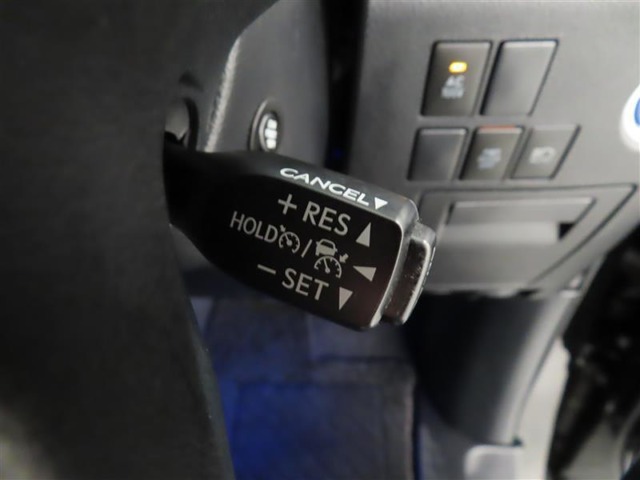 CANCEL▼
+ RES ▲
HOLD / ◀
− SET ▼